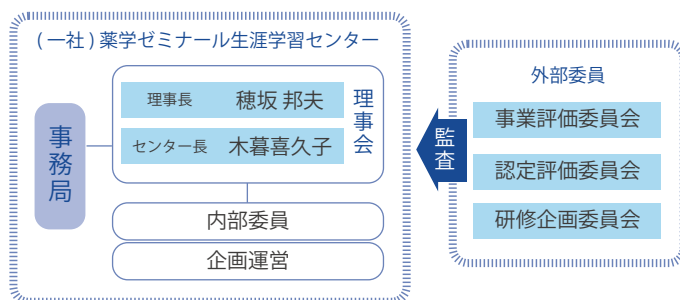 (一社)薬学ゼミナール生涯学習センター
事務局
理事長 穂坂 邦夫
センター長 木暮喜久子
理事会
内部委員
企画運営
監査
外部委員
事業評価委員会
認定評価委員会
研修企画委員会